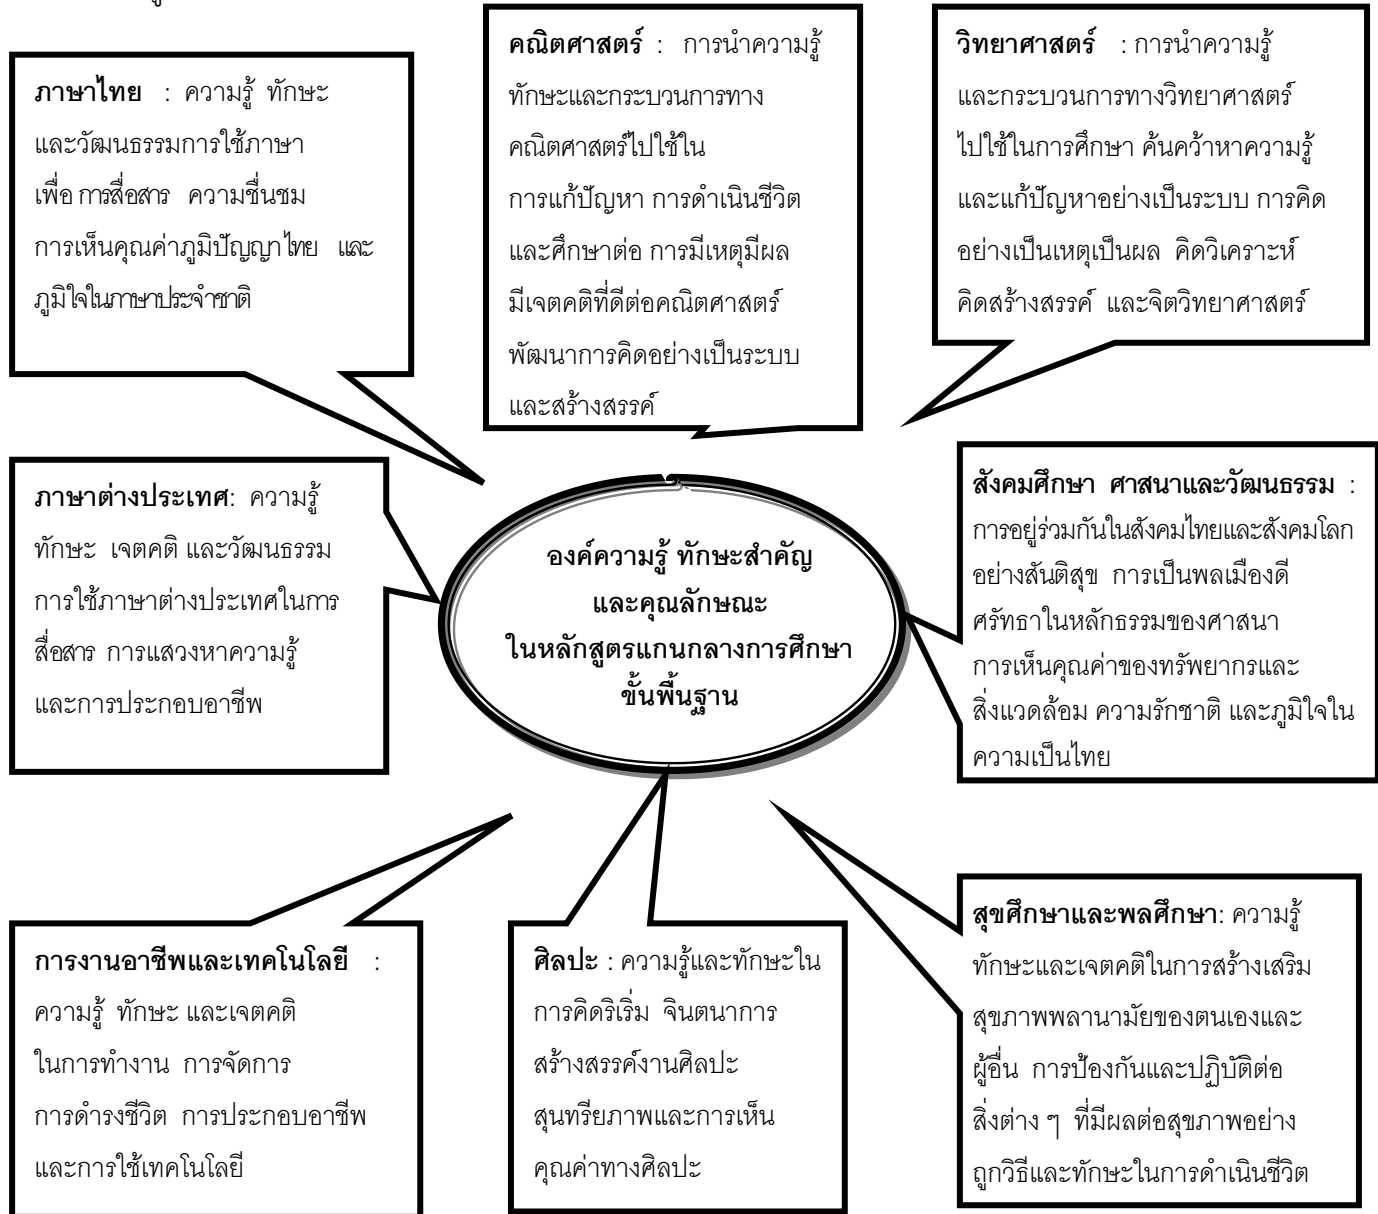 ภาษาไทย : ความรู้ ทักษะ
และวัฒนธรรมการใช้ภาษา
เพื่อ การสื่อสาร ความชื่นชม
การเห็นคุณค่าภูมิปัญญาไทย และ
ภูมิใจในภาษาประจำชาติ
คณิตศาสตร์ : การนำความรู้
ทักษะและกระบวนการทาง
คณิตศาสตร์ไปใช้ใน
การแก้ปัญหา การดำเนินชีวิต
และศึกษาต่อ การมีเหตุมีผล
มีเจตคติที่ดีต่อคณิตศาสตร์
พัฒนาการคิดอย่างเป็นระบบ
และสร้างสรรค์
วิทยาศาสตร์ : การนำความรู้
และกระบวนการทางวิทยาศาสตร์
ไปใช้ในการศึกษา ค้นคว้าหาความรู้
และแก้ปัญหาอย่างเป็นระบบ การคิด
อย่างเป็นเหตุเป็นผล คิดวิเคราะห์
คิดสร้างสรรค์ และจิตวิทยาศาสตร์
ภาษาต่างประเทศ: ความรู้
ทักษะ เจตคติ และวัฒนธรรม
การใช้ภาษาต่างประเทศในการ
สื่อสาร การแสวงหาความรู้
และการประกอบอาชีพ
องค์ความรู้ ทักษะสำคัญ
และคุณลักษณะ
ในหลักสูตรแกนกลางการศึกษา
ขั้นพื้นฐาน
สังคมศึกษา ศาสนาและวัฒนธรรม :
การอยู่ร่วมกันในสังคมไทยและสังคมโลก
อย่างสันติสุข การเป็นพลเมืองดี
ศรัทธาในหลักธรรมของศาสนา
การเห็นคุณค่าของทรัพยากรและ
สิ่งแวดล้อม ความรักชาติ และภูมิใจใน
ความเป็นไทย
การงานอาชีพและเทคโนโลยี :
ความรู้ ทักษะ และเจตคติ
ในการทำงาน การจัดการ
การดำรงชีวิต การประกอบอาชีพ
และการใช้เทคโนโลยี
ศิลปะ : ความรู้และทักษะใน
การคิดริเริ่ม จินตนาการ
สร้างสรรค์งานศิลปะ
สุนทรียภาพและการเห็น
คุณค่าทางศิลปะ
สุขศึกษาและพลศึกษา: ความรู้
ทักษะและเจตคติในการสร้างเสริม
สุขภาพพลานามัยของตนเองและ
ผู้อื่น การป้องกันและปฏิบัติต่อ
สิ่งต่าง ๆ ที่มีผลต่อสุขภาพอย่าง
ถูกวิธีและทักษะในการดำเนินชีวิต